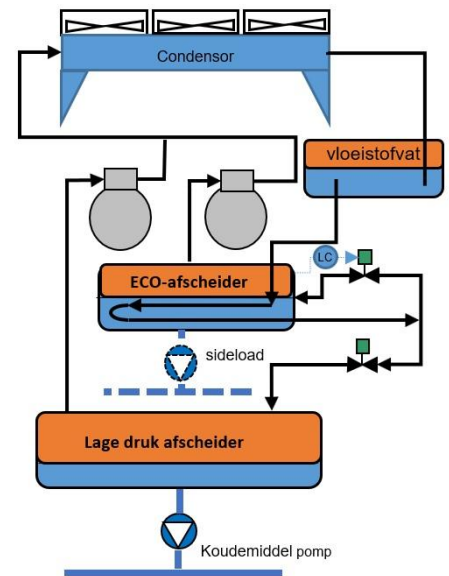 Condensor
vloeistofvat
LC
ECO-afscheider
sideload
Lage druk afscheider
Koudemiddel pomp